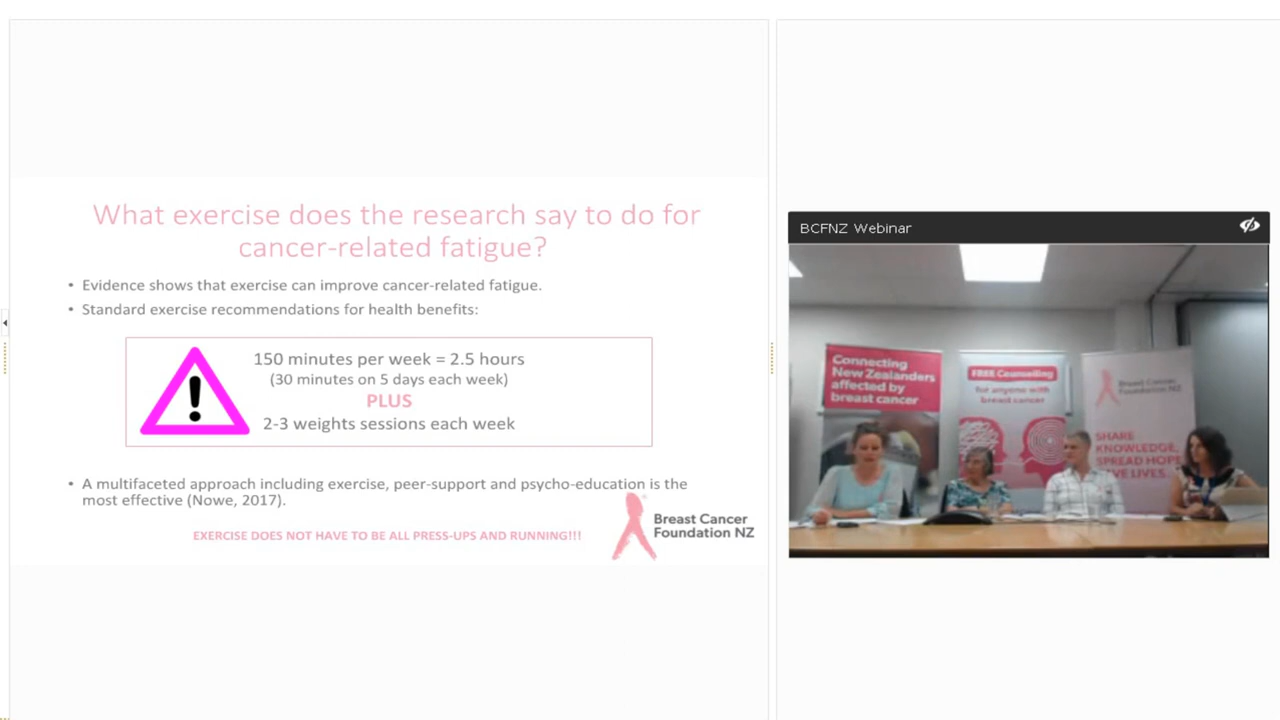 What exercise does the research say to do for
cancer-related fatigue?
• Evidence shows that exercise can improve cancer-related fatigue.
• Standard exercise recommendations for health benefits:
!
150 minutes per week = 2.5 hours
(30 minutes on 5 days each week)
PLUS
2-3 weights sessions each week
• A multifaceted approach including exercise, peer-support and psycho-education is the
most effective (Nowe, 2017).
EXERCISE DOES NOT HAVE TO BE ALL PRESS-UPS AND RUNNING!!!
Breast Cancer
Foundation NZ
BCFNZ Webinar
Connecting
New Zealanders
affected by
breast cancer
FREE Counselling
for anyone with
breast cancer
Breast Cancer
Foundation NZ
SHARE
KNOWLEDGE,
SPREAD HOPE
VE LIVES